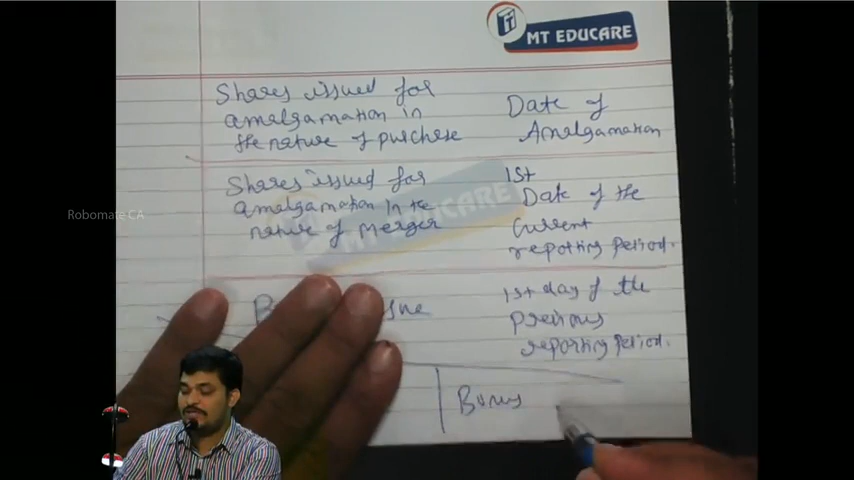 MT EDUCARE
Shares issued for
amalgamation in
the nature of purchase
Date of
Amalgamation
Shares issued for
amalgamation in the
nature of Merger
1st
Date of the
current
reporting period.
Robomate CA
MT EDUCARE
1st day of the
previous
reporting period.
Bonus